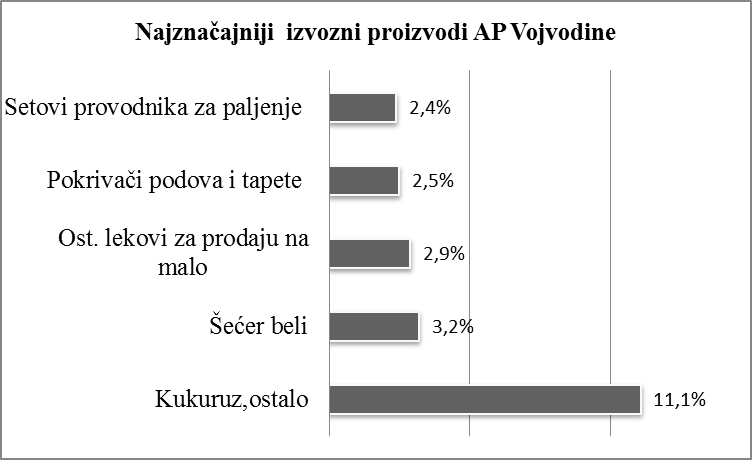 Najznačajniji izvozni proizvodi AP Vojvodine
Setovi provodnika za paljenje
2,4%
Pokrivači podova i tapete
2,5%
Ost. lekovi za prodaju na
malo
2,9%
Šećer beli
3,2%
Kukuruz,ostalo
11,1%